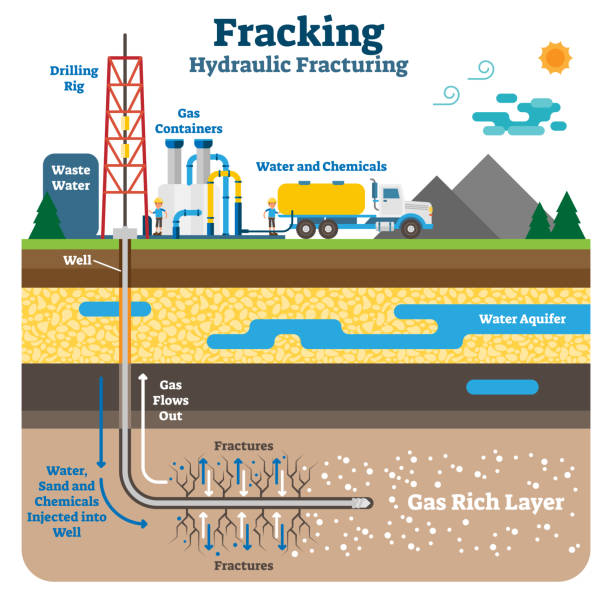 Fracking
Hydraulic Fracturing
Drilling
Rig
Gas
Containers
Waste
Water
Water and Chemicals
Well
Water Aquifer
Gas
Flows
Out
Fractures
Water,
Sand and
Chemicals
Injected into
Well
Gas Rich Layer
Fractures